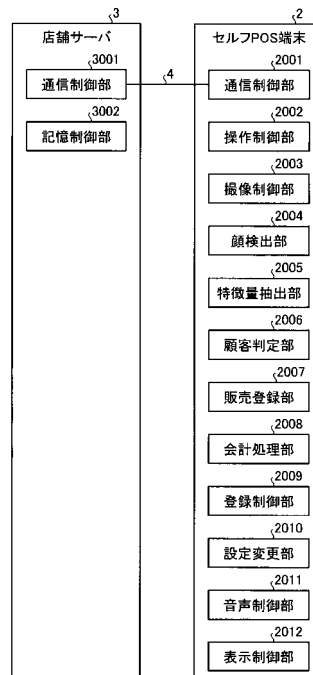 3
店舗サーバ
3001
通信制御部
3002
記憶制御部
4
2
セルフPOS端末
2001
通信制御部
2002
操作制御部
2003
撮像制御部
2004
顔検出部
2005
特徴量抽出部
2006
顧客判定部
2007
販売登録部
2008
会計処理部
2009
登録制御部
2010
設定変更部
2011
音声制御部
2012
表示制御部